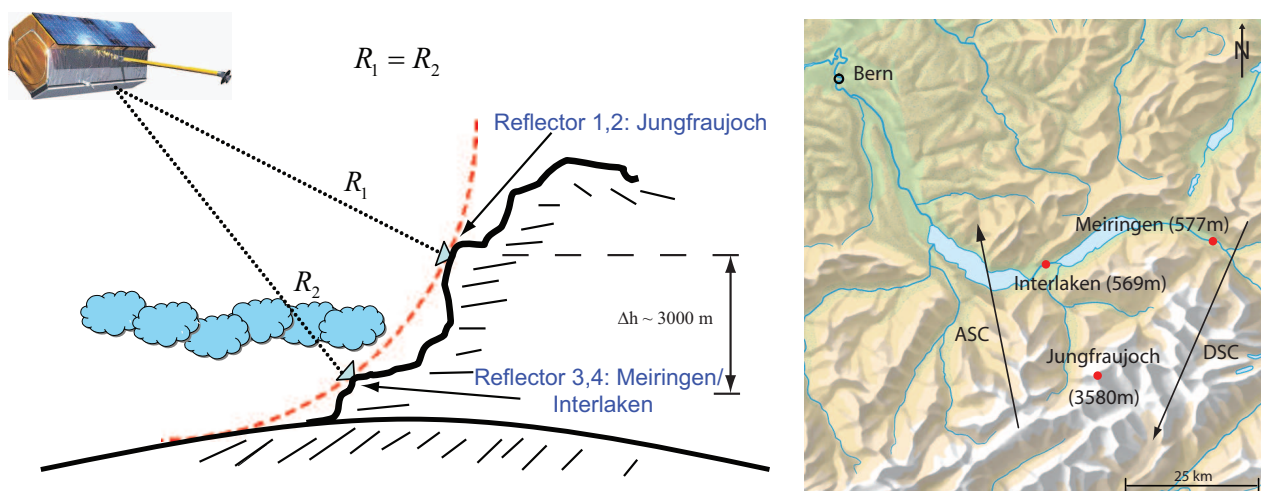 R₁ = R₂
Reflector 1,2: Jungfraujoch
R₁
R₂
Δh ~ 3000 m
Reflector 3,4: Meiringen/
Interlaken
N
Bern
Meiringen (577m)
Interlaken (569m)
ASC
Jungfraujoch
(3580m)
DSC
25 km